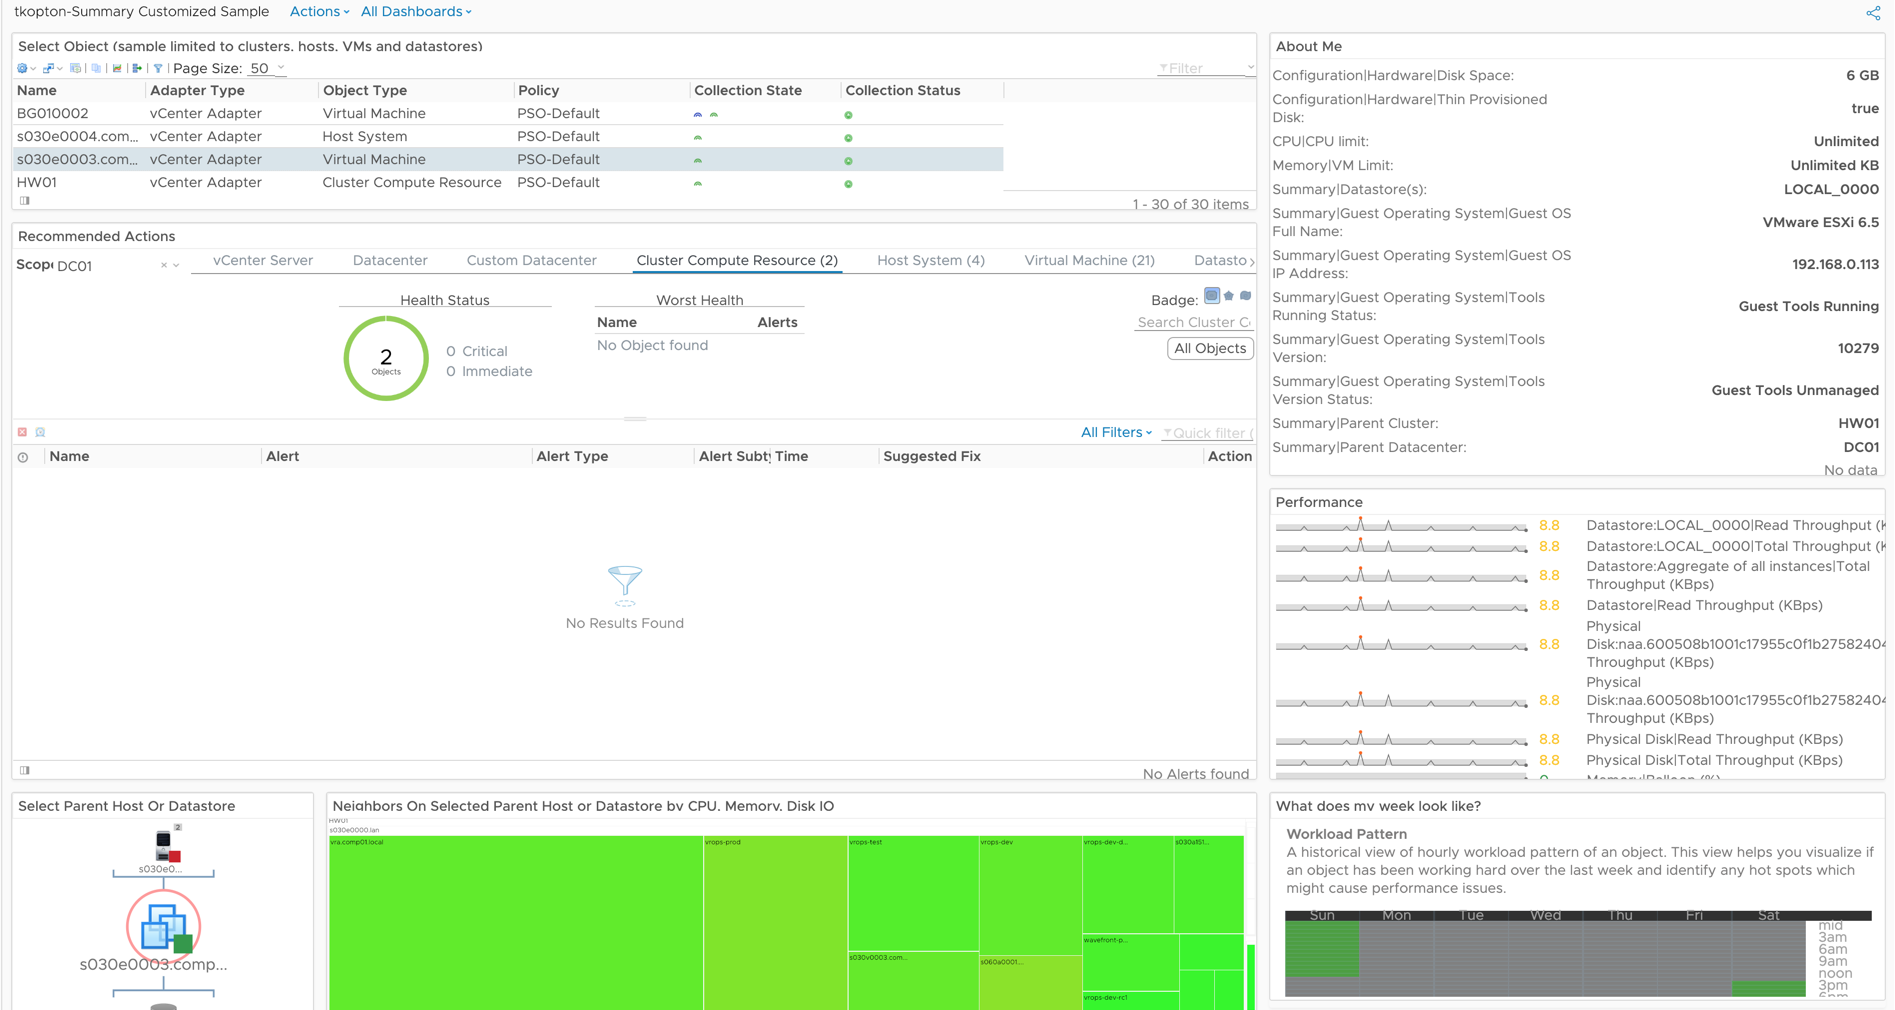 tkopton-Summary Customized Sample Actions All Dashboards
Select Object (sample limited to clusters, hosts, VMs and datastores)
Page Size: 50 Filter
Name Adapter Type Object Type Policy Collection State Collection Status
BG010002 vCenter Adapter Virtual Machine PSO-Default
s030e0004.com... vCenter Adapter Host System PSO-Default
s030e0003.com... vCenter Adapter Virtual Machine PSO-Default
HW01 vCenter Adapter Cluster Compute Resource PSO-Default
1 - 30 of 30 items
Recommended Actions
Scope DC01 vCenter Server Datacenter Custom Datacenter Cluster Compute Resource (2) Host System (4) Virtual Machine (21) Datasto
Health Status Worst Health Badge:
Name Alerts Search Cluster C
2 Objects
No Object found
All Objects
0 Critical
0 Immediate
All Filters Quick filter (
Name Alert Alert Type Alert Subty Time Suggested Fix Action
No Results Found
No Alerts found
Select Parent Host Or Datastore
2
s030e0...
s030e0003.comp...
Neighbors On Selected Parent Host or Datastore by CPU, Memory, Disk IO
HW01
s030e0000.lan
vra.comp01.local vrops-prod vrops-test vrops-dev vrops-dev-d... s030a151...
wavefront-p...
s030v0003.com... s060a0001....
vrops-dev-rc1
About Me
Configuration|Hardware|Disk Space: 6 GB
Configuration|Hardware|Thin Provisioned
Disk: true
CPU|CPU limit: Unlimited
Memory|VM Limit: Unlimited KB
Summary|Datastore(s): LOCAL_0000
Summary|Guest Operating System|Guest OS
Full Name: VMware ESXi 6.5
Summary|Guest Operating System|Guest OS
IP Address: 192.168.0.113
Summary|Guest Operating System|Tools
Running Status: Guest Tools Running
Summary|Guest Operating System|Tools
Version: 10279
Summary|Guest Operating System|Tools
Version Status: Guest Tools Unmanaged
Summary|Parent Cluster: HW01
Summary|Parent Datacenter: DC01
No data
Performance
8.8 Datastore:LOCAL_0000|Read Throughput (K
8.8 Datastore:LOCAL_0000|Total Throughput (K
8.8 Datastore:Aggregate of all instances|Total
Throughput (KBps)
8.8 Datastore|Read Throughput (KBps)
Physical
8.8 Disk:naa.600508b1001c17955c0f1b27582404
Throughput (KBps)
Physical
8.8 Disk:naa.600508b1001c17955c0f1b27582404
Throughput (KBps)
8.8 Physical Disk|Read Throughput (KBps)
8.8 Physical Disk|Total Throughput (KBps)
0 Memory|Balloon (%)
What does my week look like?
Workload Pattern
A historical view of hourly workload pattern of an object. This view helps you visualize if
an object has been working hard over the last week and identify any hot spots which
might cause performance issues.
Sun Mon Tue Wed Thu Fri Sat
mid
3am
6am
9am
noon
3pm
6pm